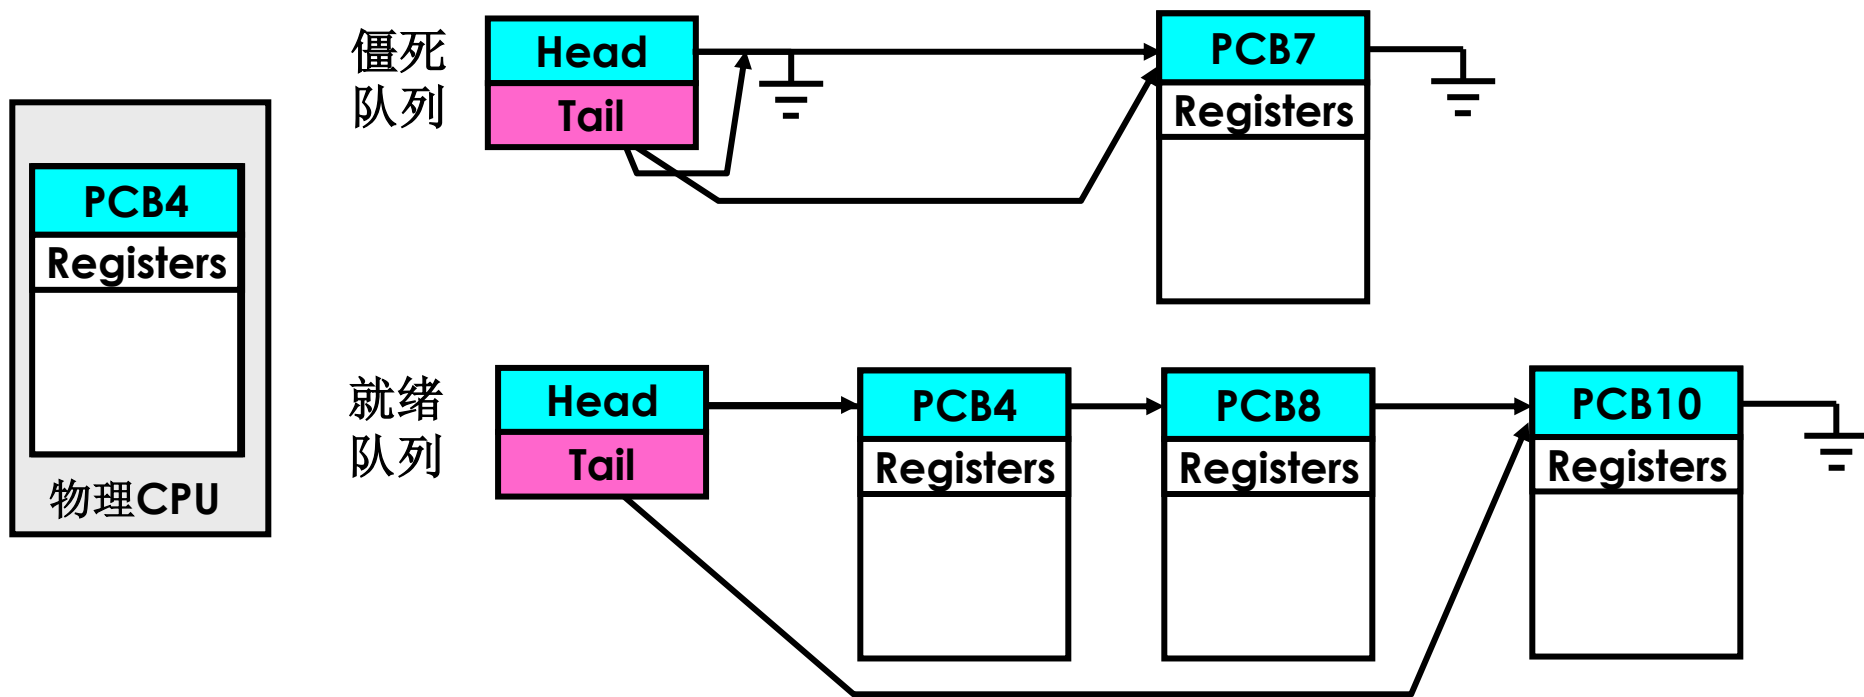 僵死
队列
Head
Tail
PCB7
Registers
PCB4
Registers
物理CPU
就绪
队列
Head
Tail
PCB4
Registers
PCB8
Registers
PCB10
Registers